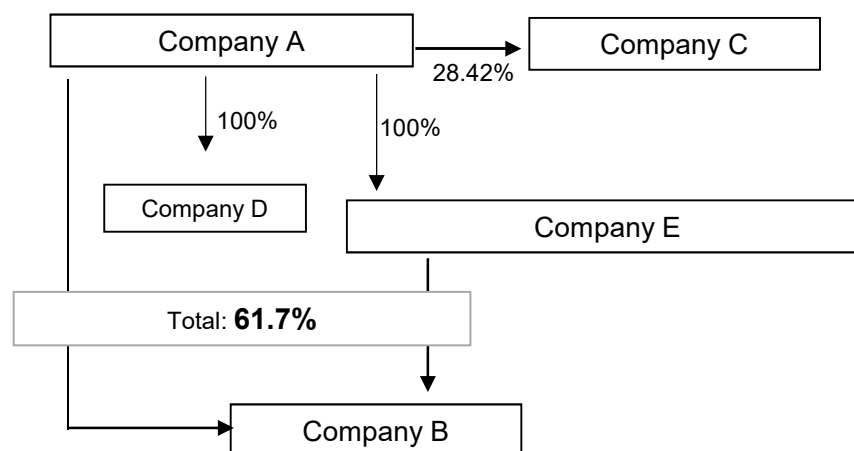 Company A
Company C
28.42%
100%
100%
Company D
Company E
Total: 61.7%
Company B